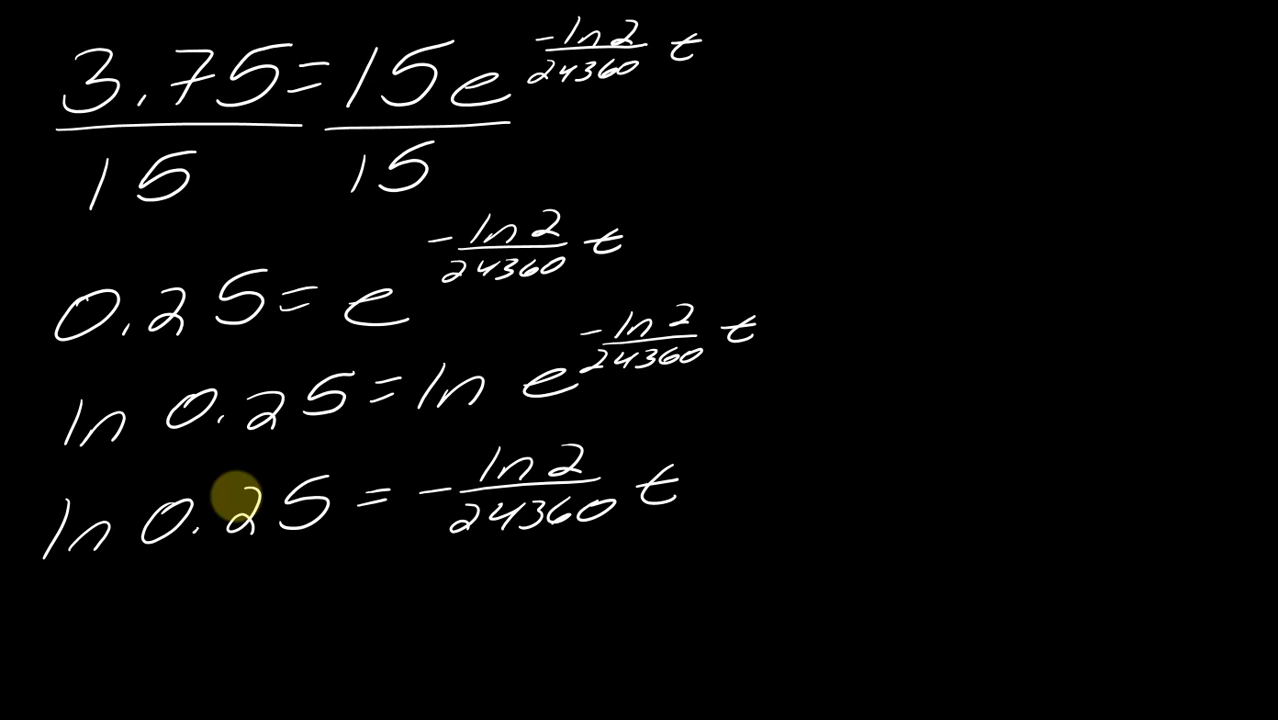 3.75/15 = 15e^(-ln2/24360 t)/15
0.25 = e^(-ln2/24360 t)
ln 0.25 = ln e^(-ln2/24360 t)
ln 0.25 = -ln2/24360 t